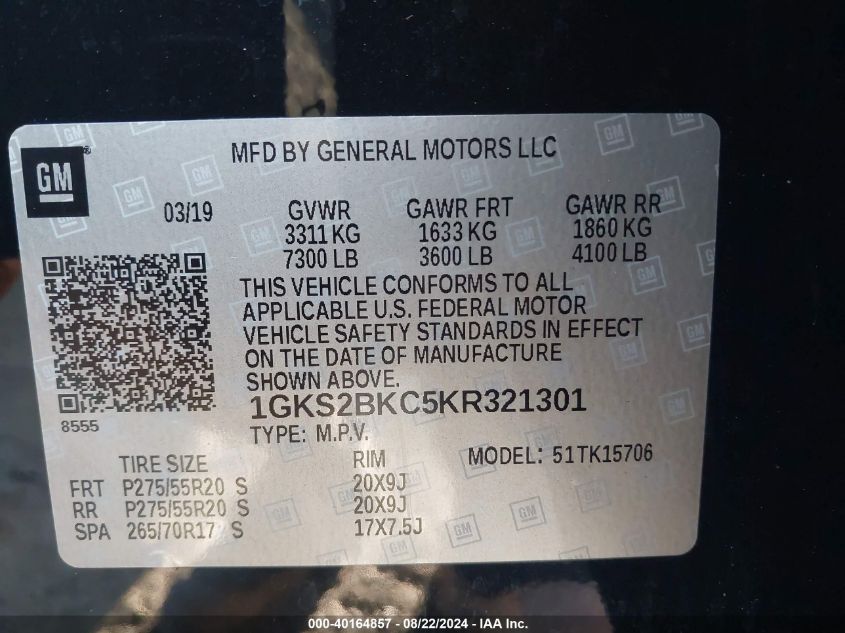 GM
MFD BY GENERAL MOTORS LLC
03/19 GVWR GAWR FRT GAWR RR
3311 KG 1633 KG 1860 KG
7300 LB 3600 LB 4100 LB
THIS VEHICLE CONFORMS TO ALL
APPLICABLE U.S. FEDERAL MOTOR
VEHICLE SAFETY STANDARDS IN EFFECT
ON THE DATE OF MANUFACTURE
SHOWN ABOVE.
8555
1GKS2BKC5KR321301
TYPE: M.P.V.
MODEL: 51TK15706
TIRE SIZE RIM
FRT P275/55R20 S 20X9J
RR P275/55R20 S 20X9J
SPA 265/70R17 S 17X7.5J
000-40164857 - 08/22/2024 - IAA Inc.